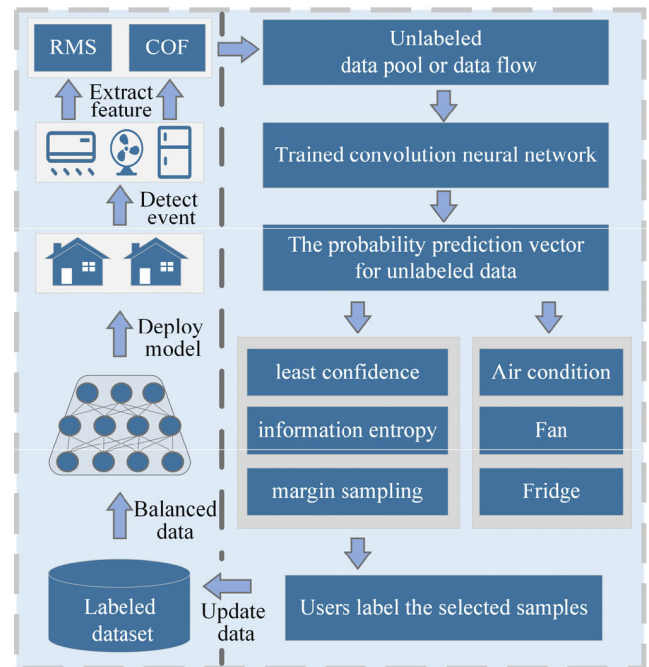 RMS
COF
Extract
feature
Detect
event
Deploy
model
Balanced
data
Labeled
dataset
Update
data
Unlabeled
data pool or data flow
Trained convolution neural network
The probability prediction vector
for unlabeled data
least confidence
information entropy
margin sampling
Air condition
Fan
Fridge
Users label the selected samples